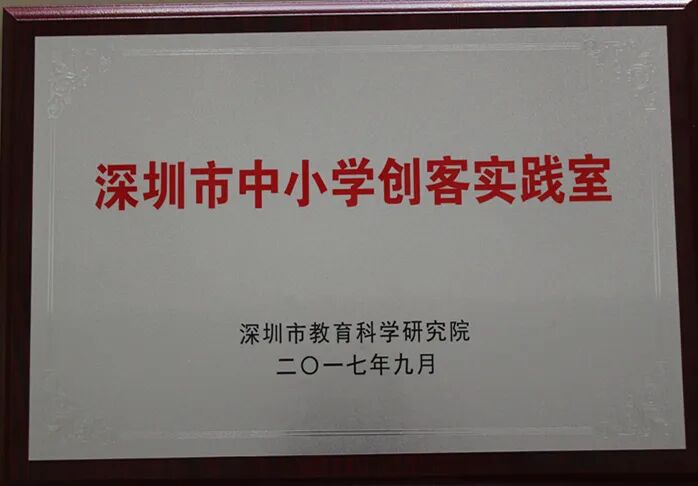 深圳市中小学创客实践室
深圳市教育科学研究院
二〇一七年九月